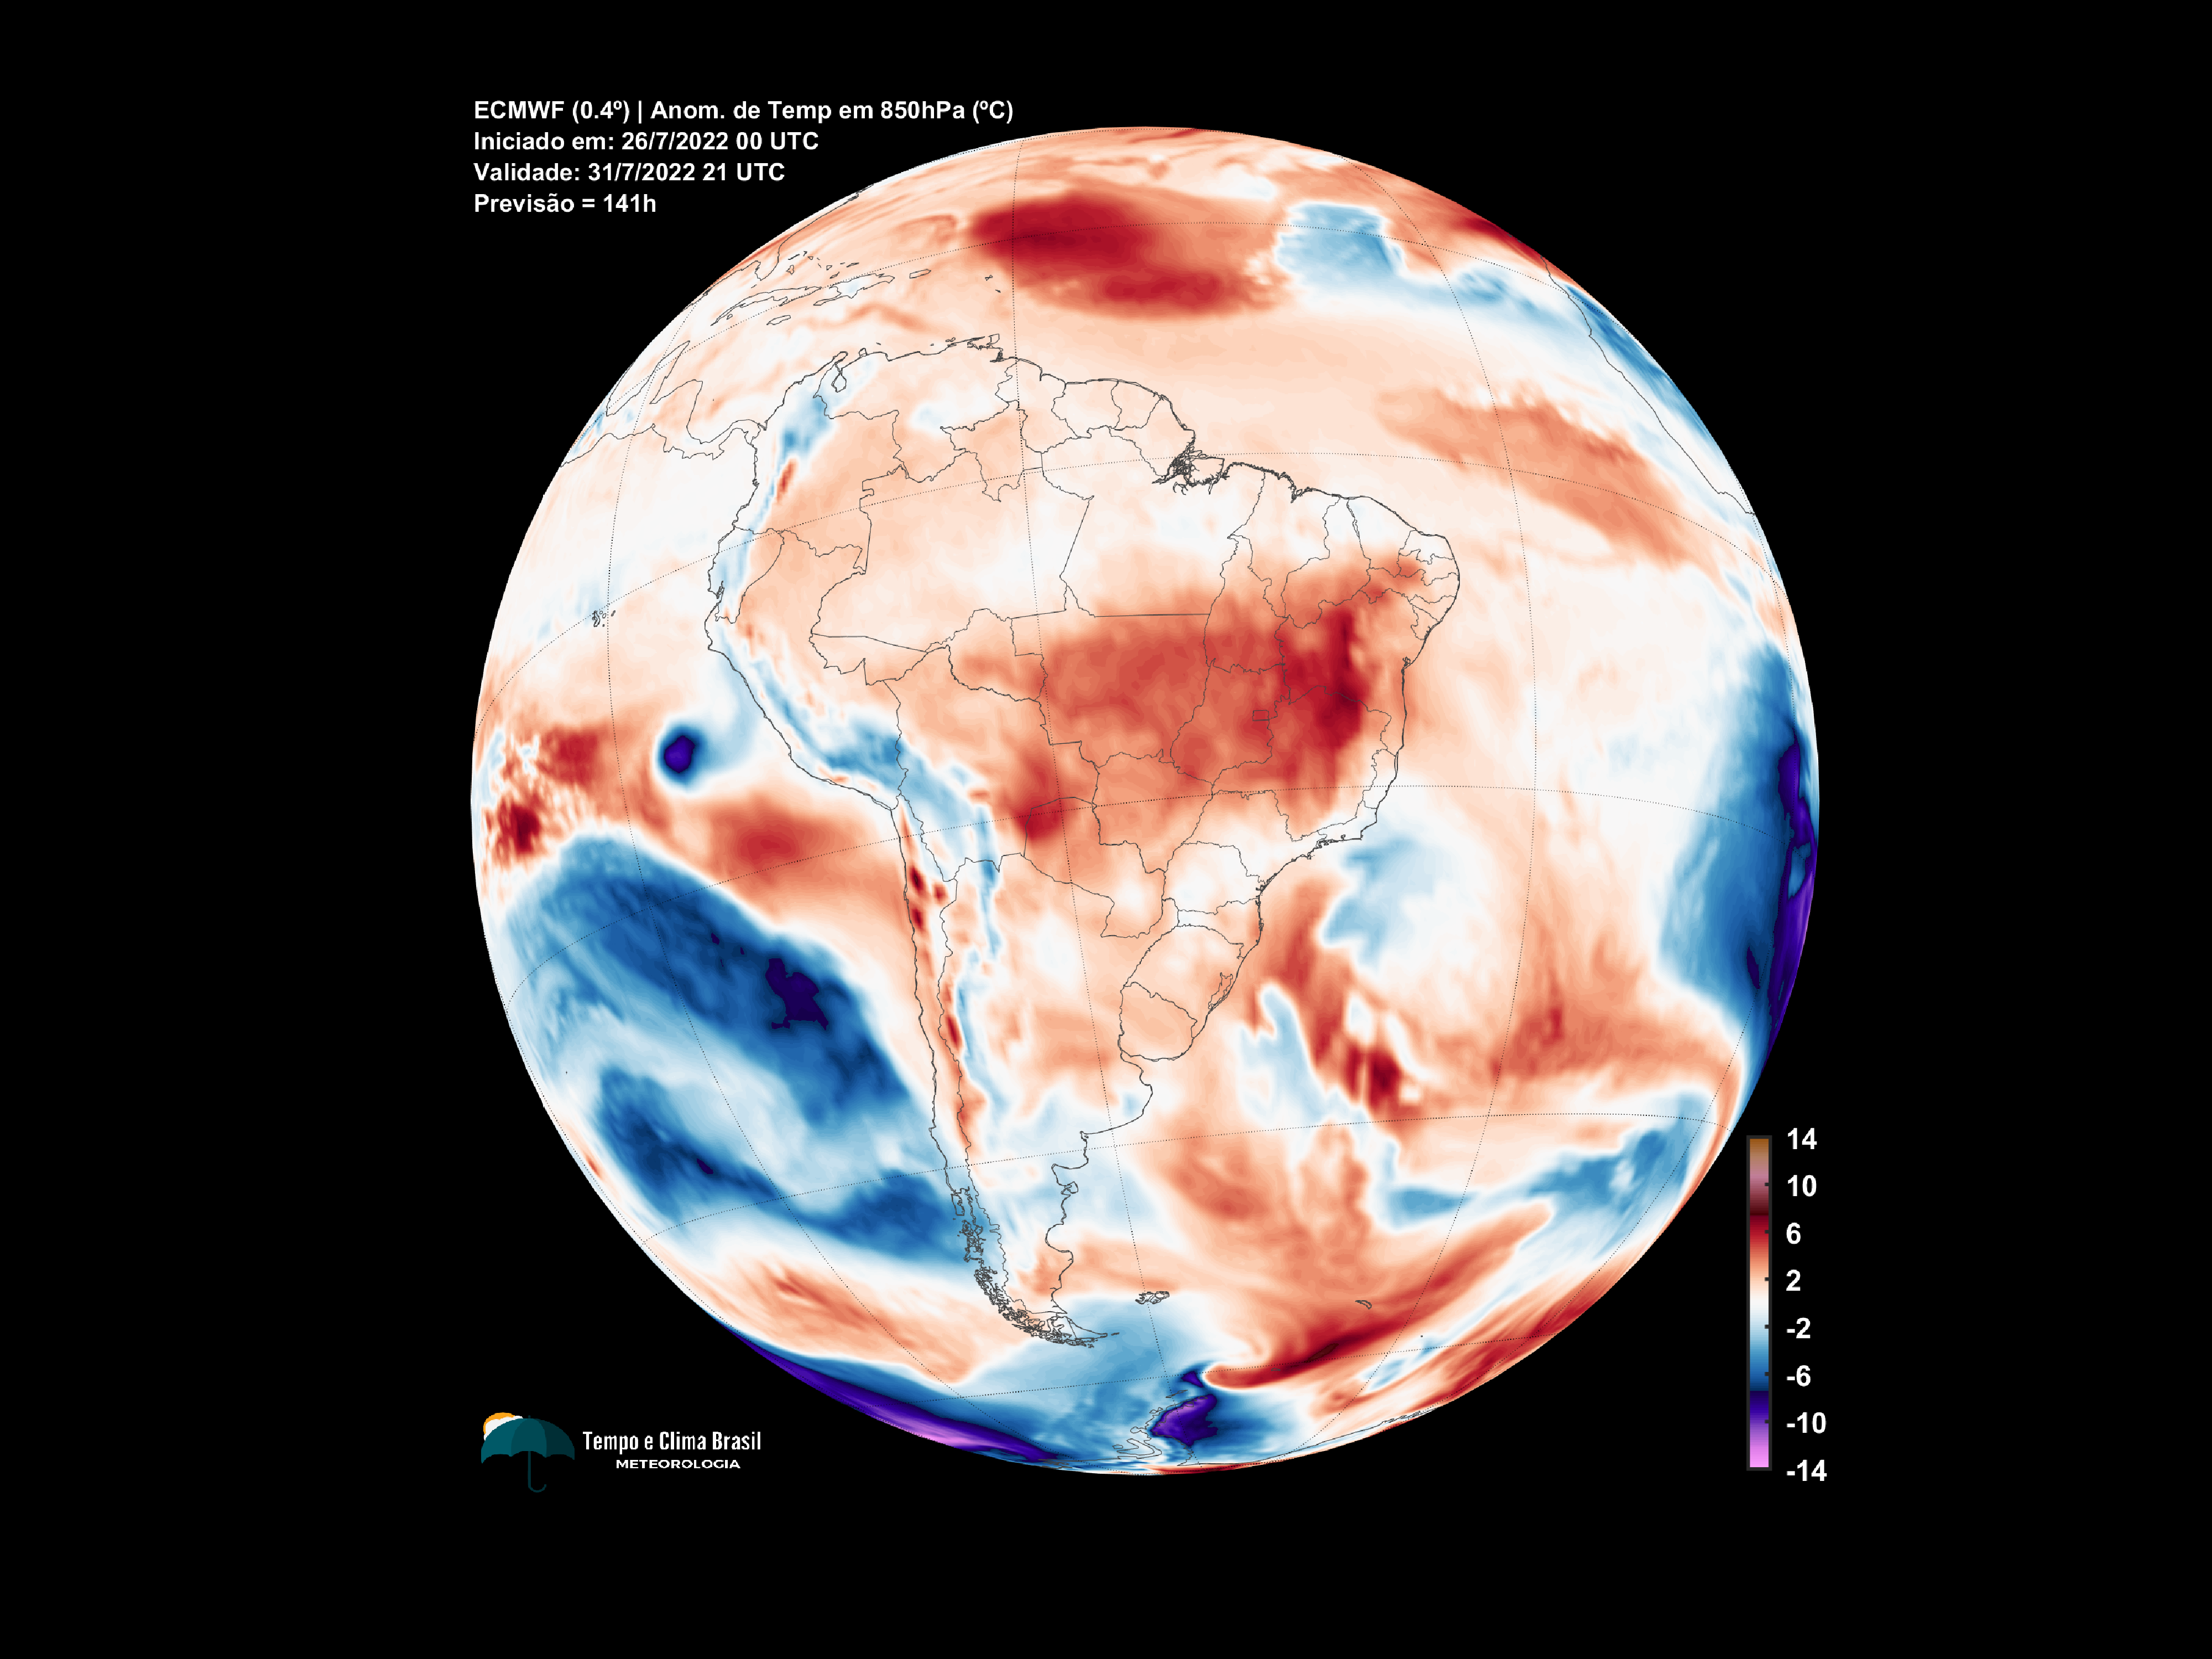 ECMWF (0.4º) | Anom. de Temp em 850hPa (ºC)
Iniciado em: 26/7/2022 00 UTC
Validade: 31/7/2022 21 UTC
Previsão = 141h
14
10
6
2
-2
-6
-10
-14
Tempo e Clima Brasil
METEOROLOGIA